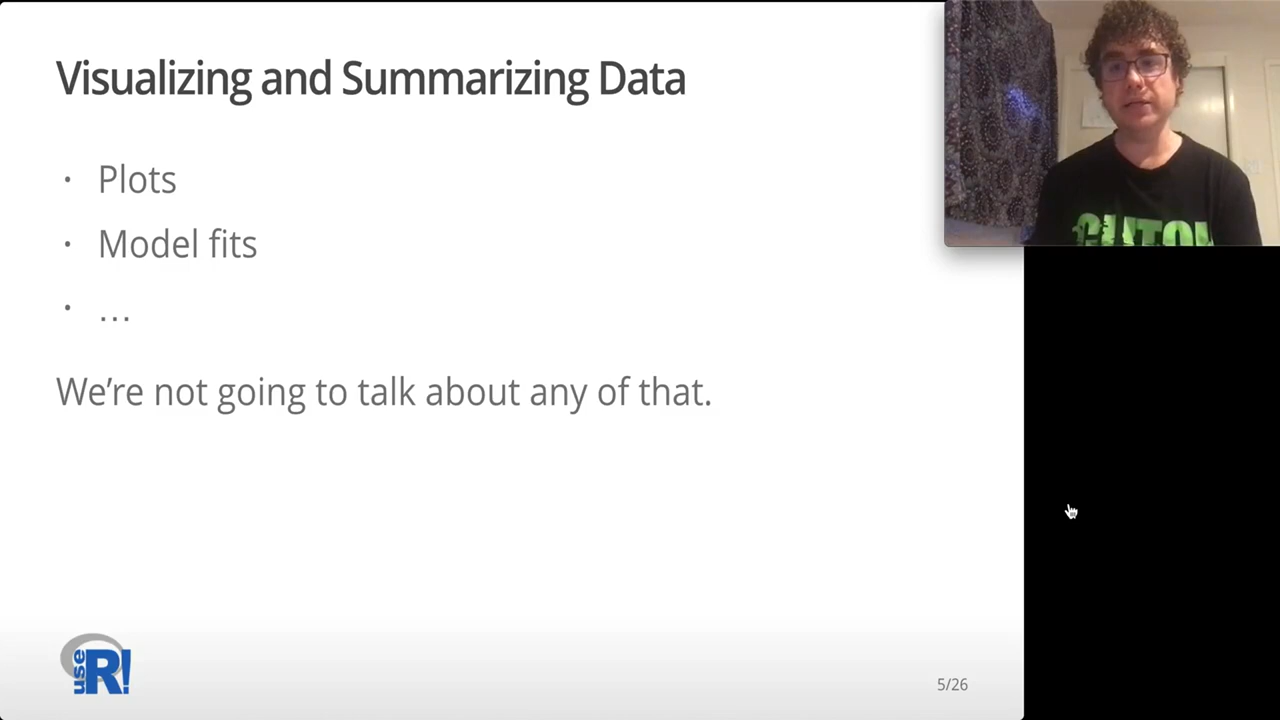 Visualizing and Summarizing Data
· Plots
· Model fits
· …
We’re not going to talk about any of that.
use R!
5/26